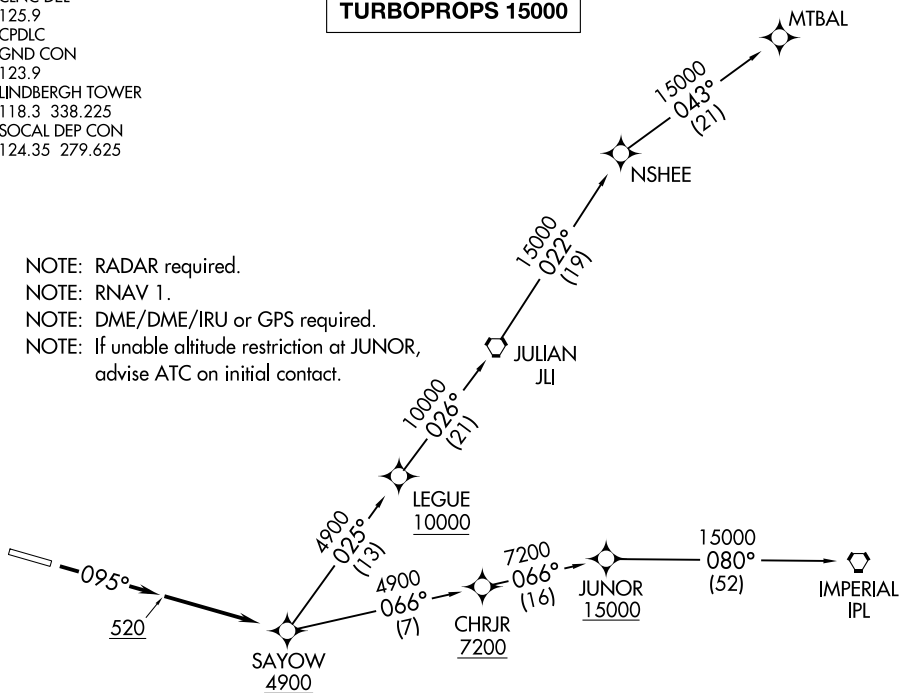 125.9
CPDLC
GND CON
123.9
LINDBERGH TOWER
118.3 338.225
SOCAL DEP CON
124.35 279.625
TURBOPROPS 15000
MTBAL
15000
043°
(21)
NSHEE
15000
022°
(19)
NOTE: RADAR required.
NOTE: RNAV 1.
NOTE: DME/DME/IRU or GPS required.
NOTE: If unable altitude restriction at JUNOR,
advise ATC on initial contact.
JULIAN
JLI
10000
026°
(21)
LEGUE
10000
4900
025°
(13)
095°
520
SAYOW
4900
4900
066°
(7)
CHRJR
7200
7200
066°
(16)
JUNOR
15000
15000
080°
(52)
IMPERIAL
IPL